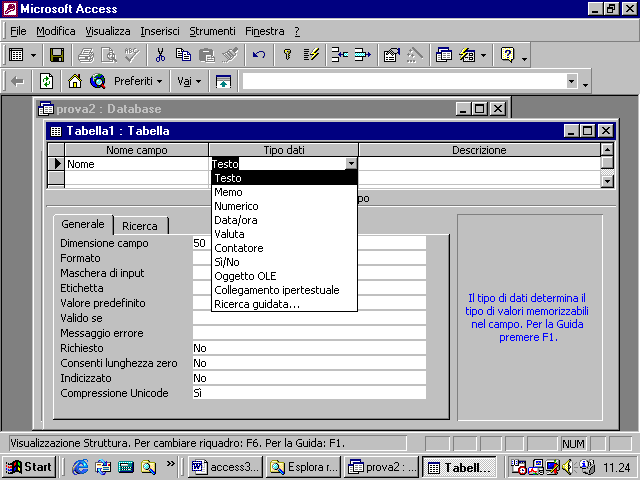 Microsoft Access
File Modifica Visualizza Inserisci Strumenti Finestra ?
Preferiti Vai
prova2 : Database
Tabella1 : Tabella
Nome campo Tipo dati Descrizione
Nome Testo
Testo
Memo
Numerico
Data/ora
Valuta
Contatore
Sì/No
Oggetto OLE
Collegamento ipertestuale
Ricerca guidata...
po
Generale Ricerca
Dimensione campo 50
Formato
Maschera di input
Etichetta
Valore predefinito
Valido se
Messaggio errore
Richiesto No
Consenti lunghezza zero No
Indicizzato No
Compressione Unicode Sì
Il tipo di dati determina il
tipo di valori memorizzabili
nel campo. Per la Guida
premere F1.
Visualizzazione Struttura. Per cambiare riquadro: F6. Per la Guida: F1. NUM
Start » access3... Esplora r... prova2 : ... Tabell... 11.24